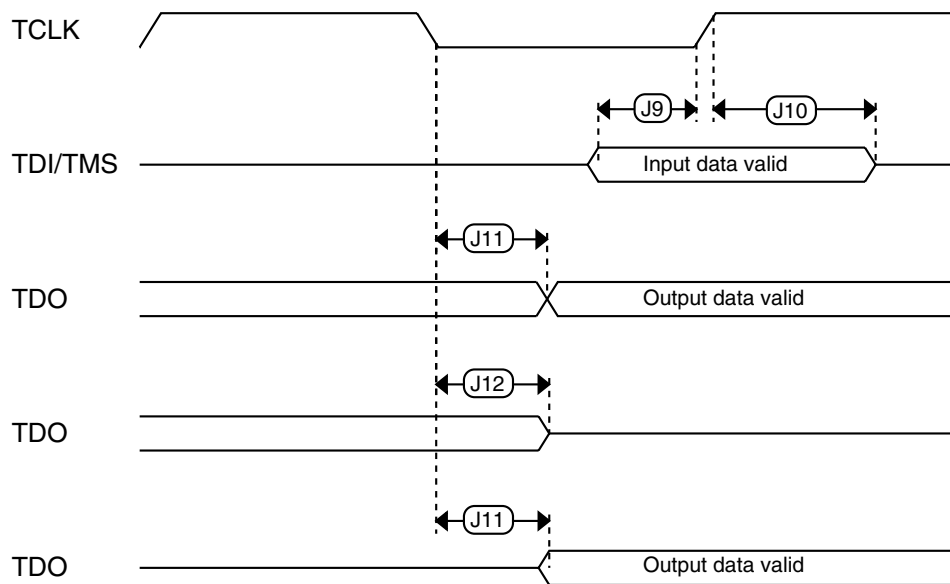 TCLK
J9
J10
TDI/TMS
Input data valid
J11
TDO
Output data valid
J12
TDO
J11
TDO
Output data valid